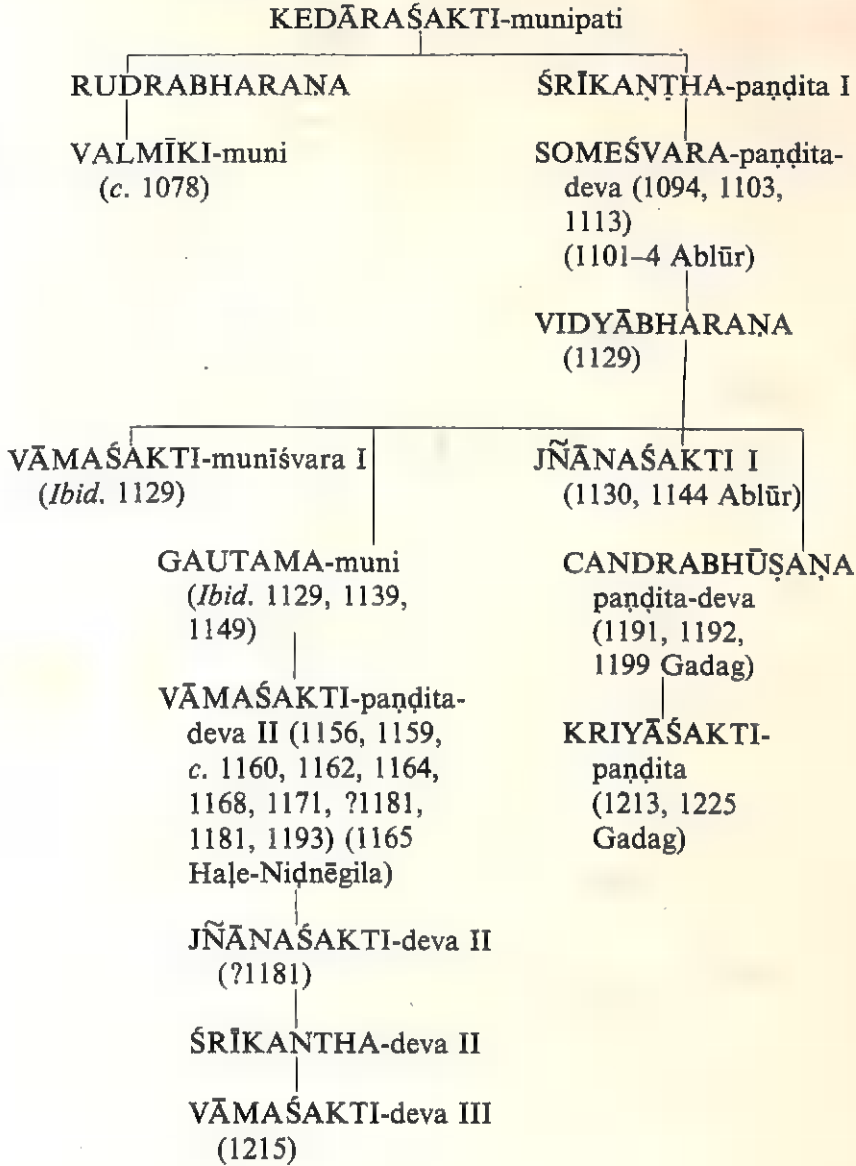 KEDĀRAŚAKTI-munipati
RUDRABHARANA
VALMĪKI-muni
(c. 1078)
ŚRĪKAṆṬHA-paṇḍita I
SOMEŚVARA-paṇḍita-
deva (1094, 1103,
1113)
(1101–4 Ablūr)
VIDYĀBHARAṆA
(1129)
VĀMAŚAKTI-munīśvara I
(Ibid. 1129)
GAUTAMA-muni
(Ibid. 1129, 1139,
1149)
VĀMAŚAKTI-paṇḍita-
deva II (1156, 1159,
c. 1160, 1162, 1164,
1168, 1171, ?1181,
1181, 1193) (1165
Haḷe-Niḍnēgila)
JÑĀNAŚAKTI-deva II
(?1181)
ŚRĪKANTHA-deva II
VĀMAŚAKTI-deva III
(1215)
JÑĀNAŚAKTI I
(1130, 1144 Ablūr)
CANDRABHŪṢAṆA
paṇḍita-deva
(1191, 1192,
1199 Gadag)
KRIYĀŚAKTI-
paṇḍita
(1213, 1225
Gadag)